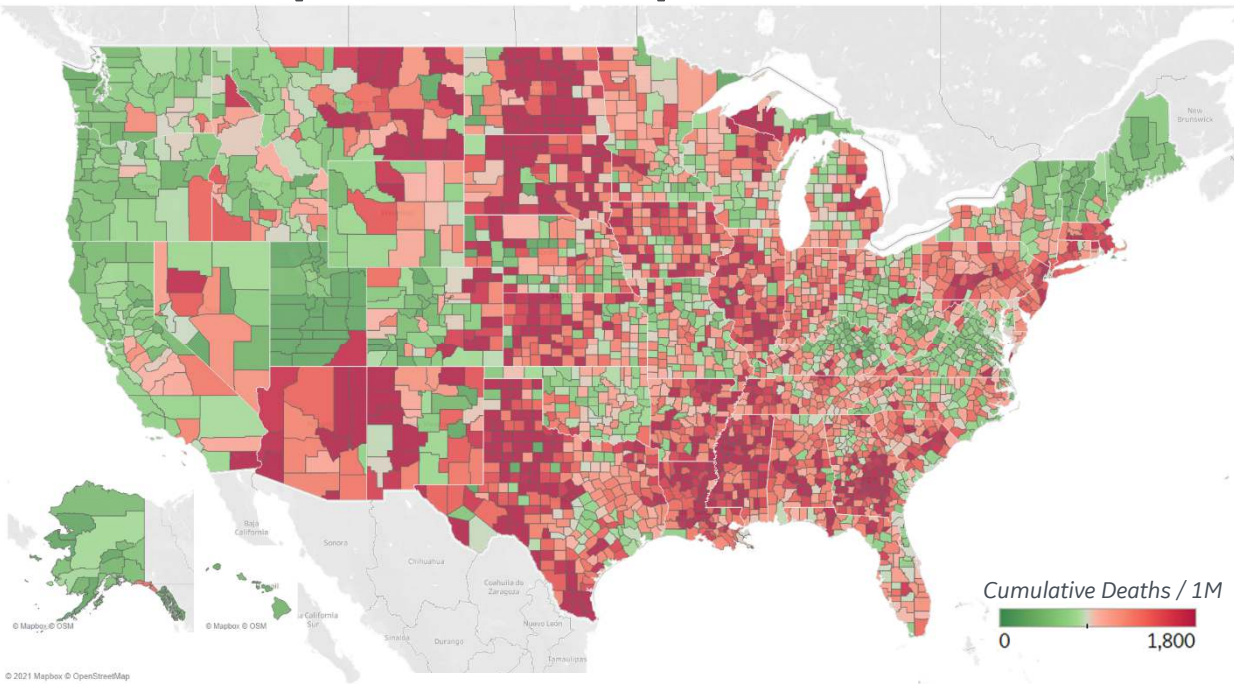 New
Brunswick
Baja
California
Sonora
Chihuahua
Coahuila de
Zaragoza
Nuevo León
Tamaulipas
Sinaloa
Durango
a California
Sur
© Mapbox © OSM
© Mapbox © OSM
Cumulative Deaths / 1M
0
1,800
© 2021 Mapbox © OpenStreetMap